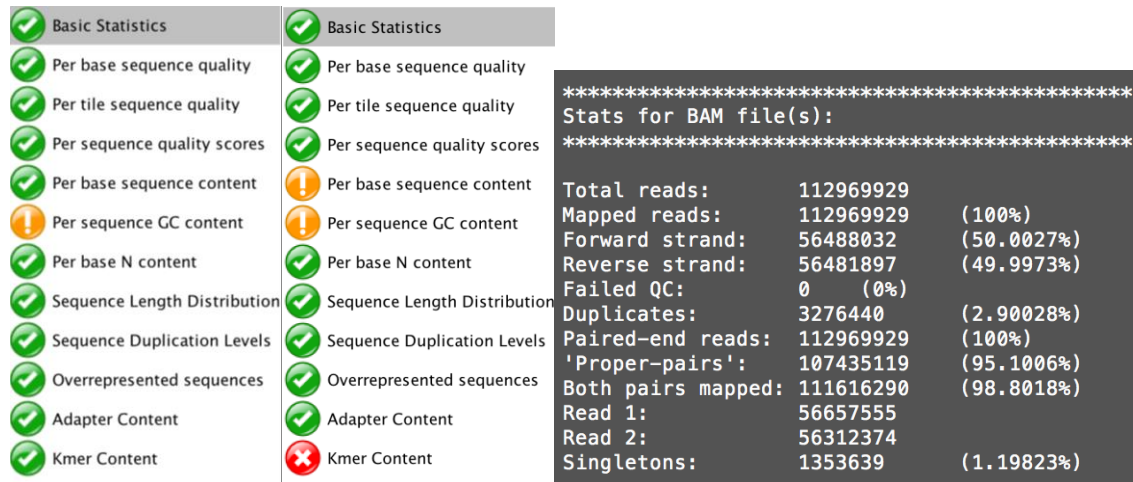 Basic Statistics
Per base sequence quality
Per tile sequence quality
Per sequence quality scores
Per base sequence content
Per sequence GC content
Per base N content
Sequence Length Distribution
Sequence Duplication Levels
Overrepresented sequences
Adapter Content
Kmer Content
Basic Statistics
Per base sequence quality
Per tile sequence quality
Per sequence quality scores
Per base sequence content
Per sequence GC content
Per base N content
Sequence Length Distribution
Sequence Duplication Levels
Overrepresented sequences
Adapter Content
Kmer Content
**********************************************
Stats for BAM file(s):
**********************************************
Total reads: 112969929
Mapped reads: 112969929 (100%)
Forward strand: 56488032 (50.0027%)
Reverse strand: 56481897 (49.9973%)
Failed QC: 0 (0%)
Duplicates: 3276440 (2.90028%)
Paired-end reads: 112969929 (100%)
'Proper-pairs': 107435119 (95.1006%)
Both pairs mapped: 111616290 (98.8018%)
Read 1: 56657555
Read 2: 56312374
Singletons: 1353639 (1.19823%)